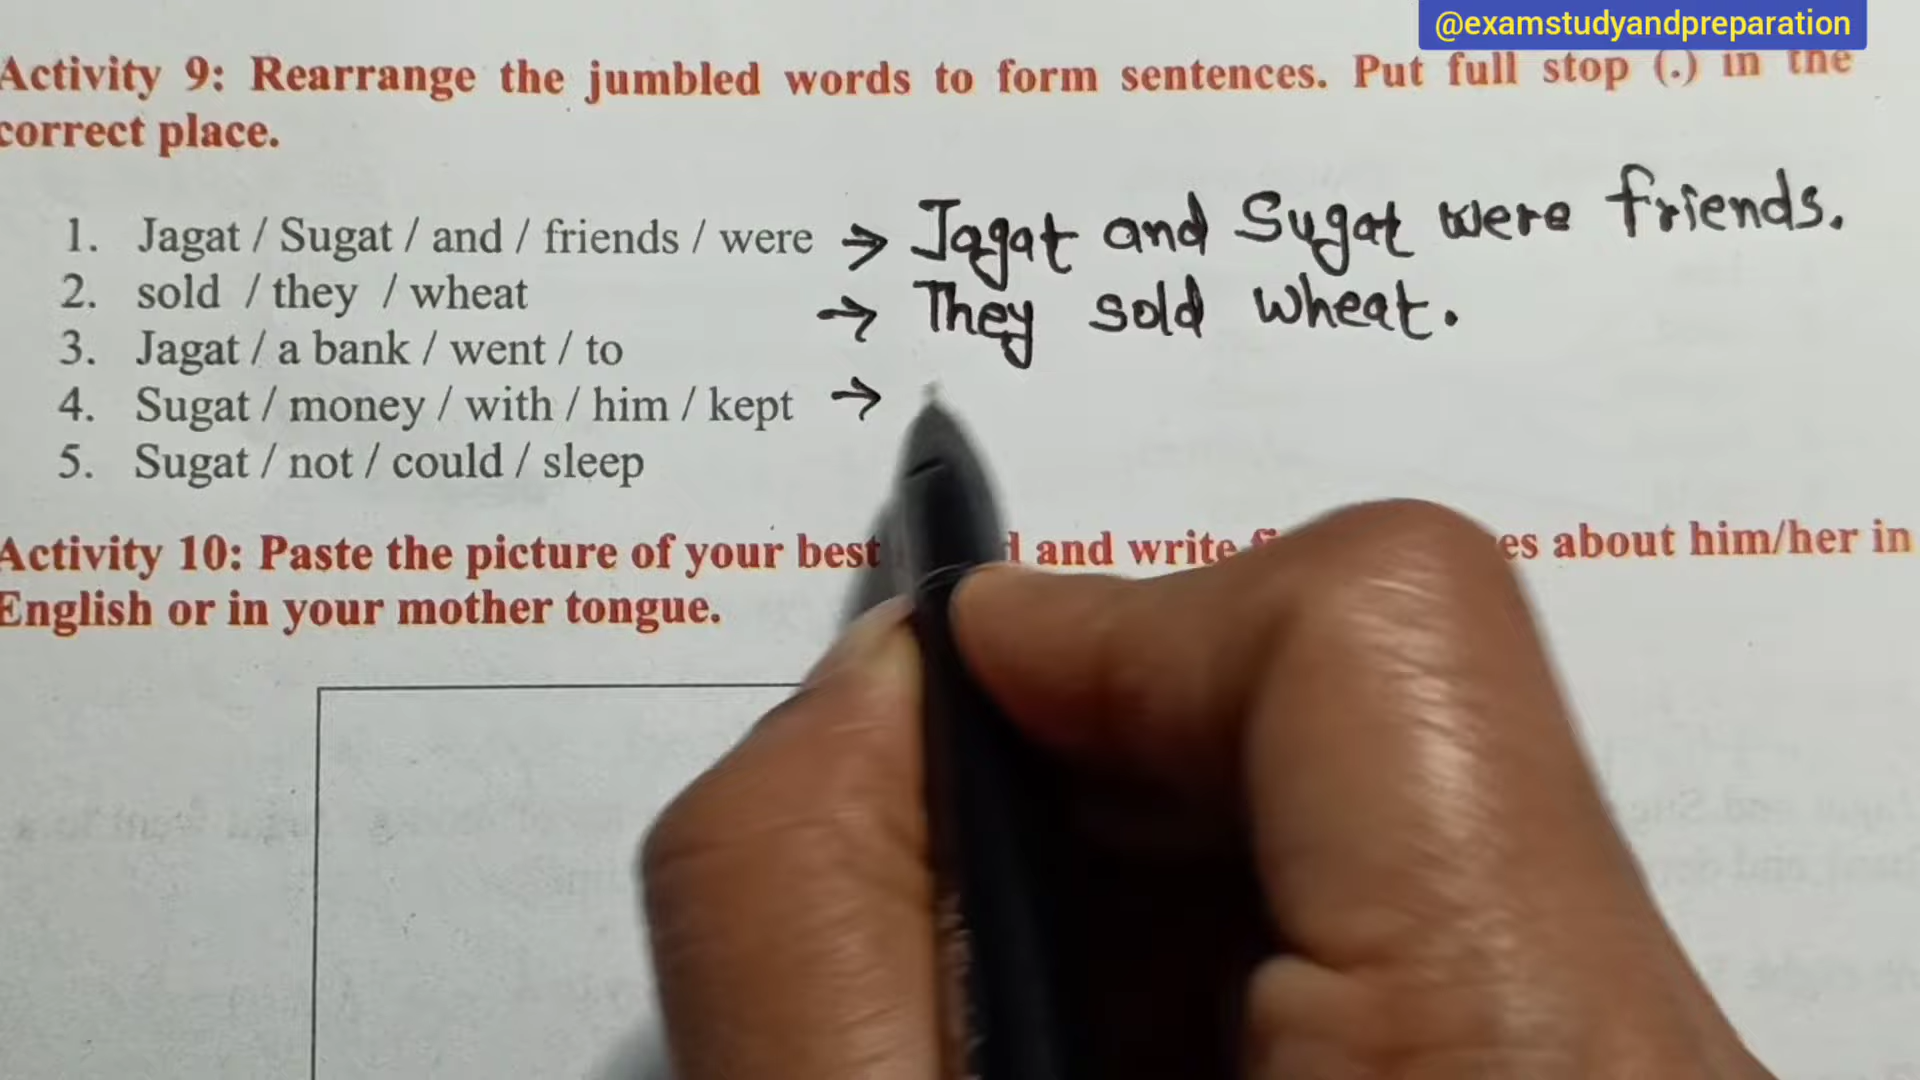 @examstudyandpreparation
Activity 9: Rearrange the jumbled words to form sentences. Put full stop (.) in the
correct place.
1. Jagat / Sugat / and / friends / were → Jagat and Sugat were friends.
2. sold / they / wheat → They sold wheat.
3. Jagat / a bank / went / to
4. Sugat / money / with / him / kept →
5. Sugat / not / could / sleep
Activity 10: Paste the picture of your best and write about him/her in
English or in your mother tongue.